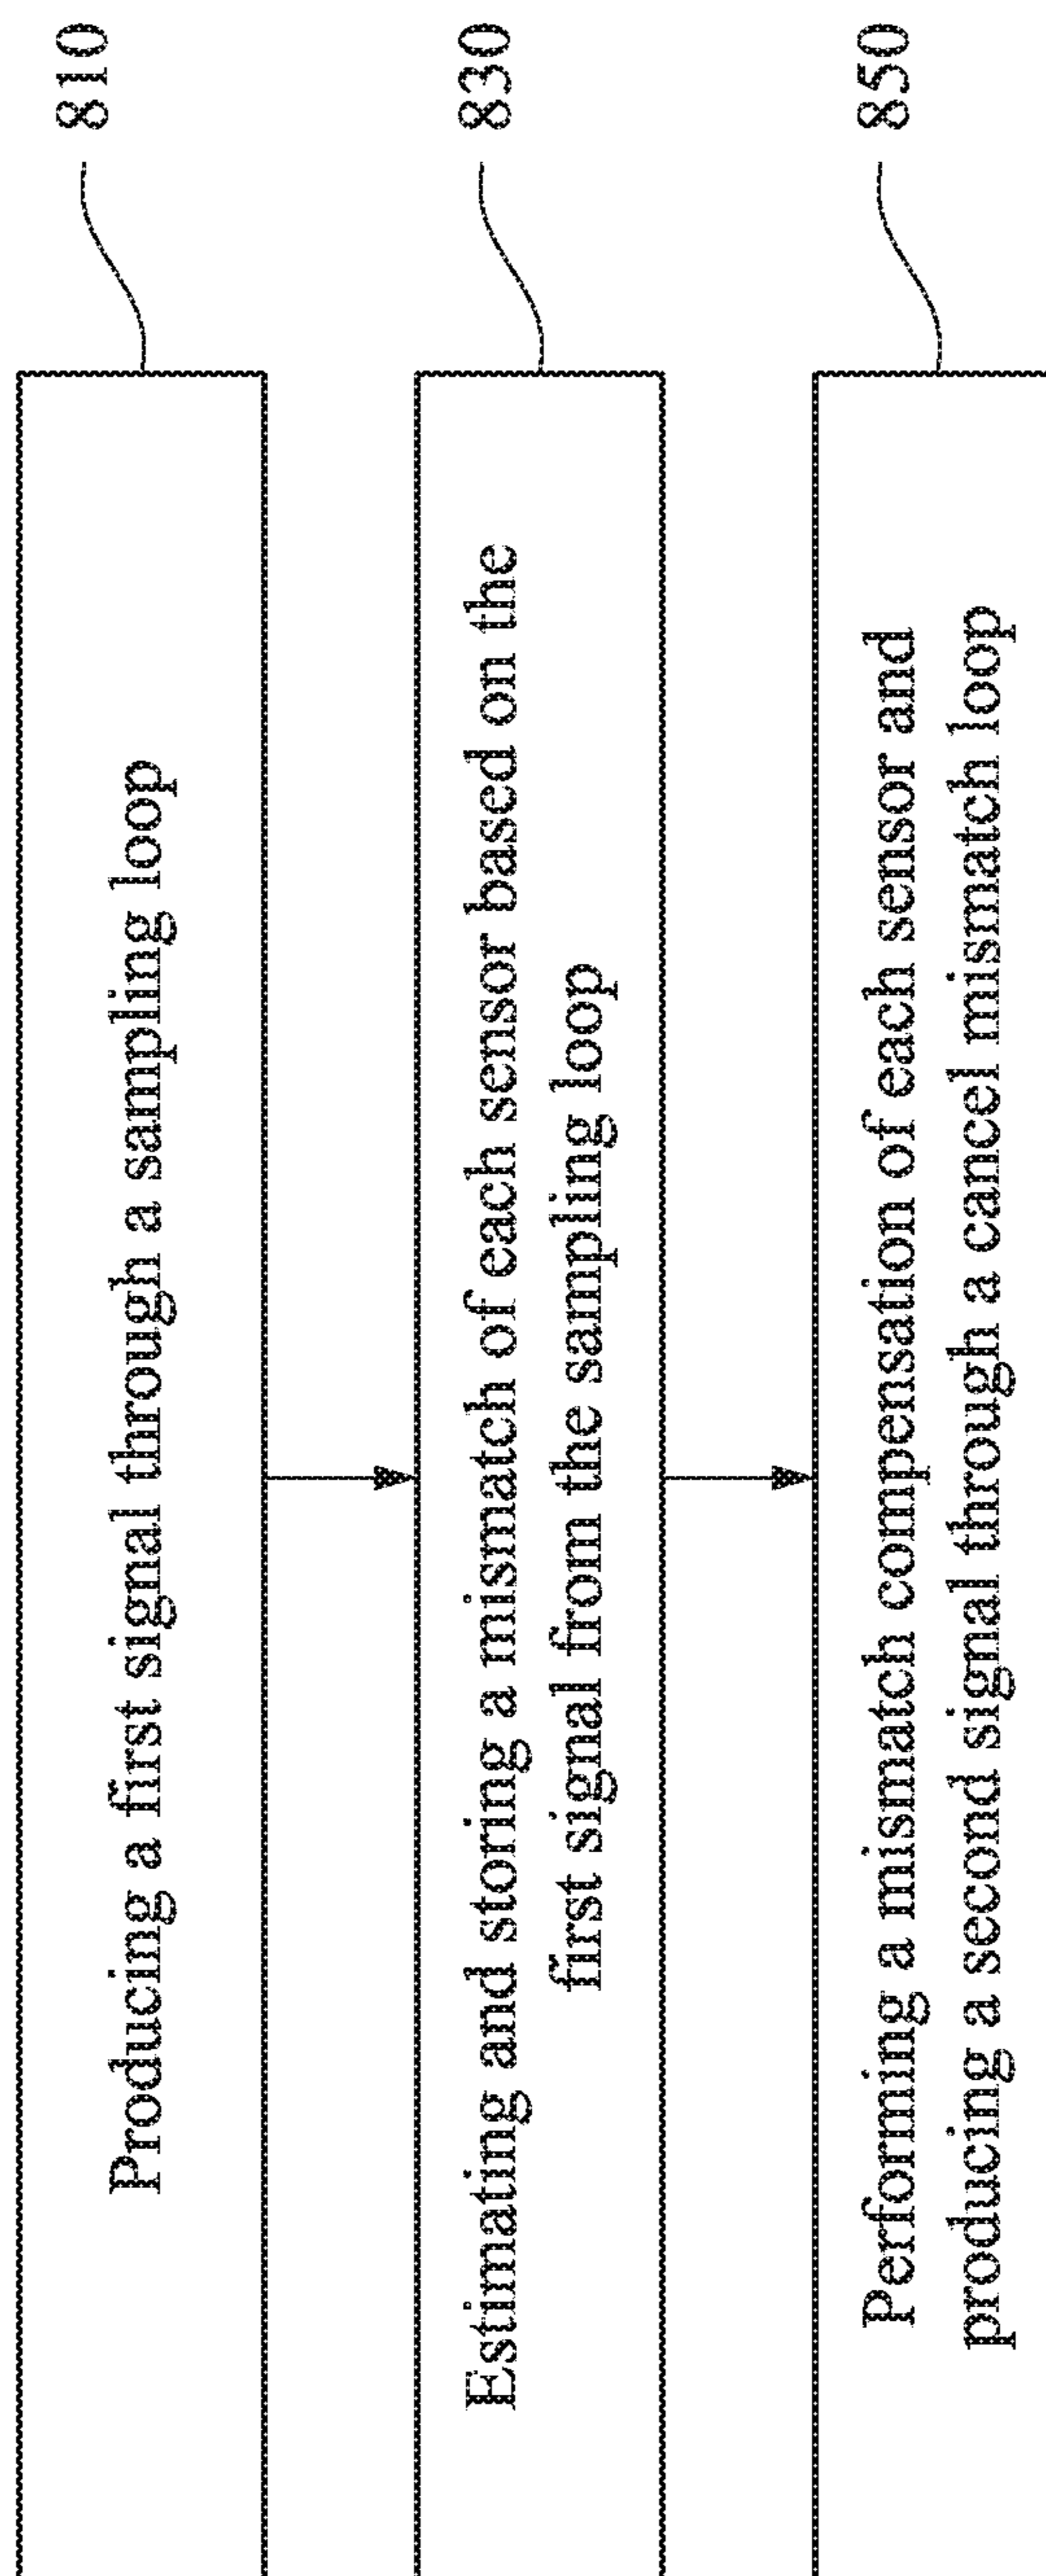 810
Producing a first signal through a sampling loop
830
Estimating and storing a mismatch of each sensor based on the
first signal from the sampling loop
850
Performing a mismatch compensation of each sensor and
producing a second signal through a cancel mismatch loop